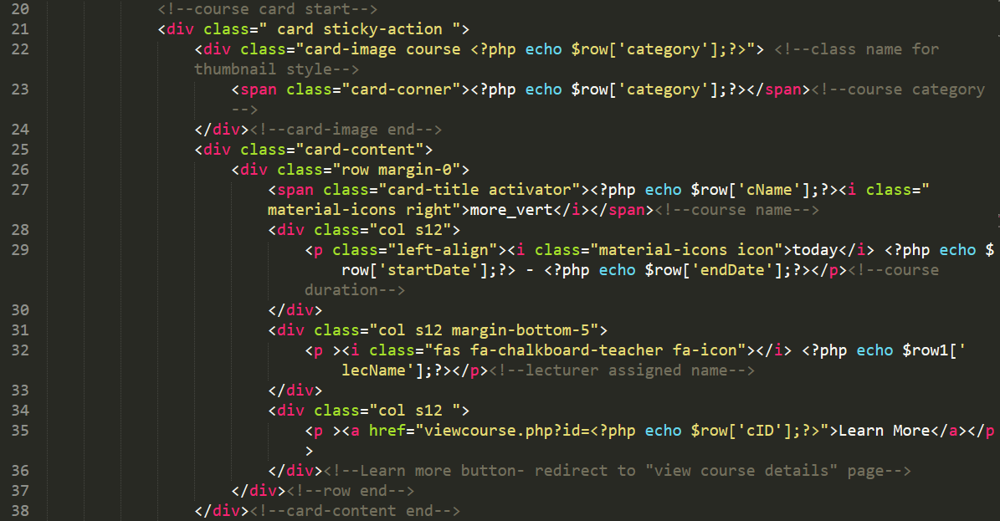 20 <!--course card start-->
21 <div class=" card sticky-action ">
22 <div class="card-image course <?php echo $row['category'];?>"> <!--class name for
thumbnail style-->
23 <span class="card-corner"><?php echo $row['category'];?></span><!--course category
-->
24 </div><!--card-image end-->
25 <div class="card-content">
26 <div class="row margin-0">
27 <span class="card-title activator"><?php echo $row['cName'];?><i class="
material-icons right">more_vert</i></span><!--course name-->
28 <div class="col s12">
29 <p class="left-align"><i class="material-icons icon">today</i> <?php echo $
row['startDate'];?> - <?php echo $row['endDate'];?></p><!--course
duration-->
30 </div>
31 <div class="col s12 margin-bottom-5">
32 <p ><i class="fas fa-chalkboard-teacher fa-icon"></i> <?php echo $row1['
lecName'];?></p><!--lecturer assigned name-->
33 </div>
34 <div class="col s12 ">
35 <p ><a href="viewcourse.php?id=<?php echo $row['cID'];?>">Learn More</a></p
>
36 </div><!--Learn more button- redirect to "view course details" page-->
37 </div><!--row end-->
38 </div><!--card-content end-->